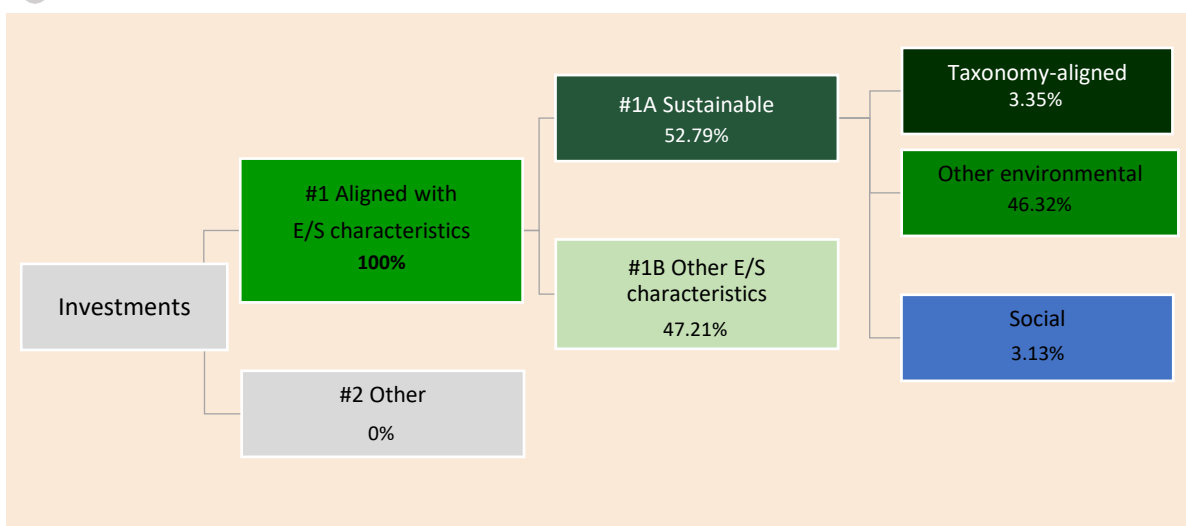 Investments
#1 Aligned with
E/S characteristics
100%
#2 Other
0%
#1A Sustainable
52.79%
#1B Other E/S
characteristics
47.21%
Taxonomy-aligned
3.35%
Other environmental
46.32%
Social
3.13%